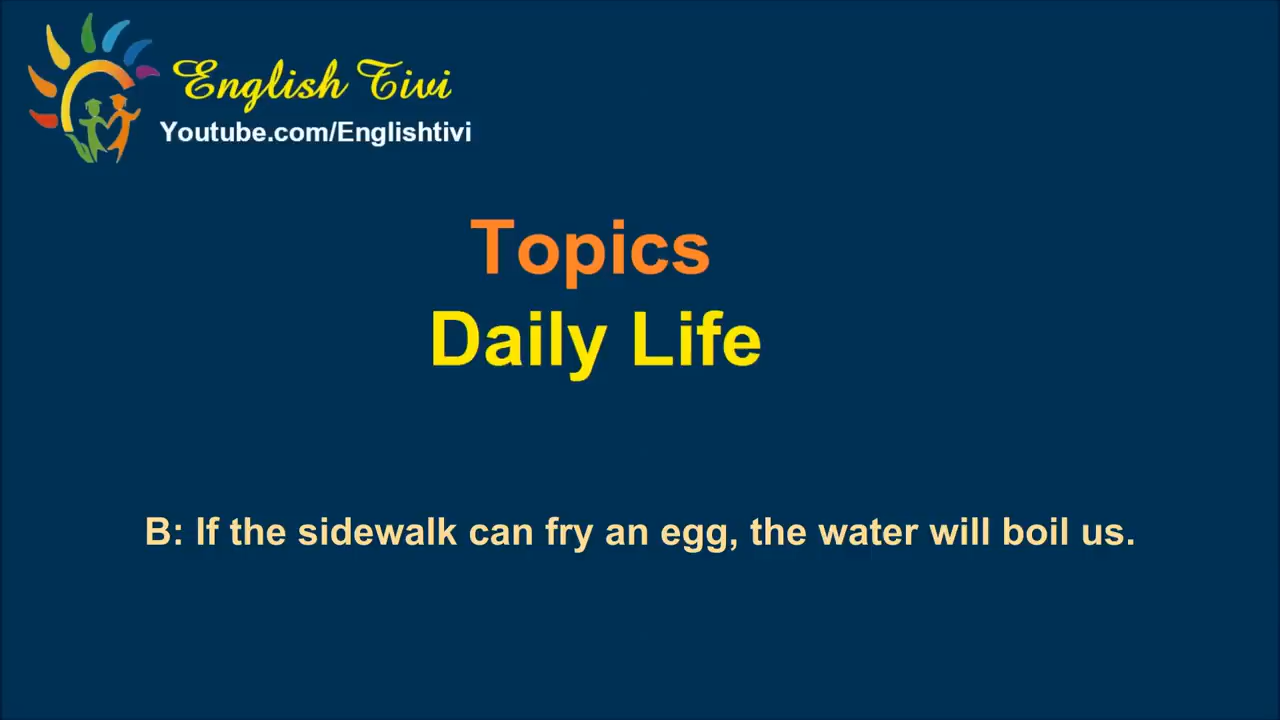 English Tivi
Youtube.com/Englishtivi
Topics
Daily Life
B: If the sidewalk can fry an egg, the water will boil us.